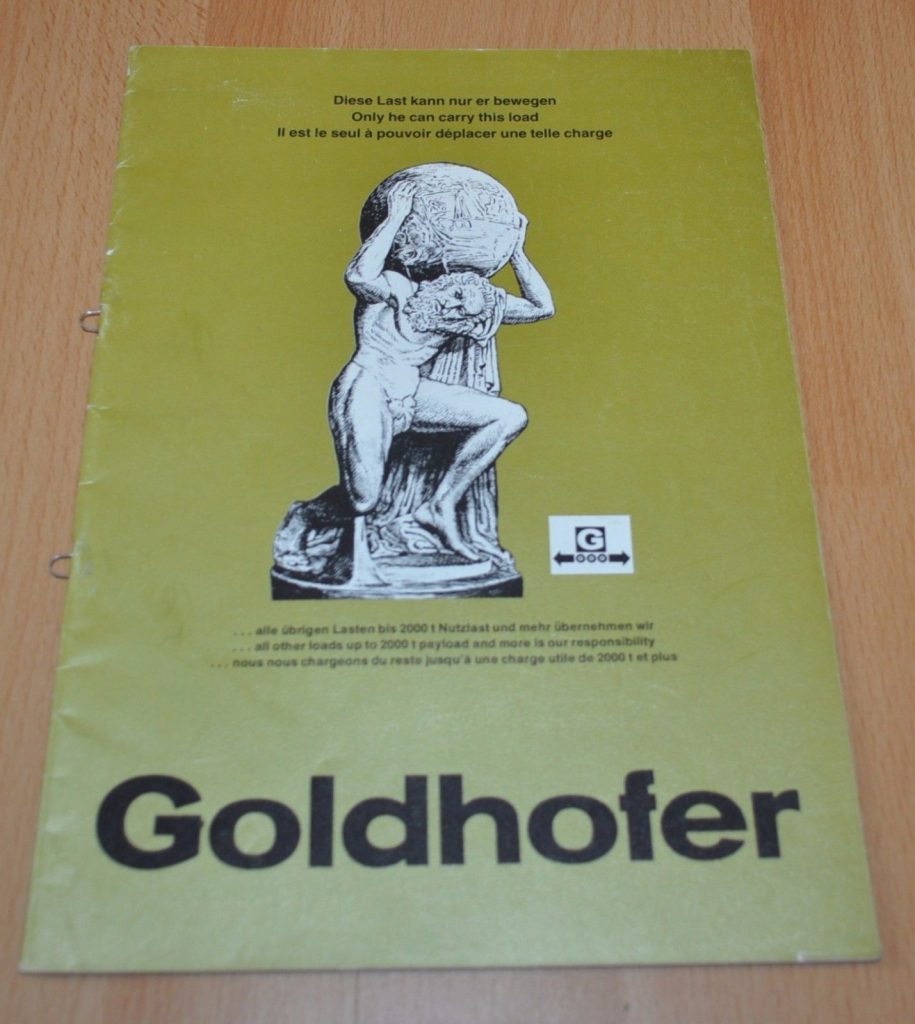 Diese Last kann nur er bewegen
Only he can carry this load
Il est le seul à pouvoir déplacer une telle charge
G
... alle übrigen Lasten bis 2000 t Nutzlast und mehr übernehmen wir
... all other loads up to 2000 t payload and more is our responsibility
... nous nous chargeons du reste jusqu'à une charge utile de 2000 t et plus
Goldhofer